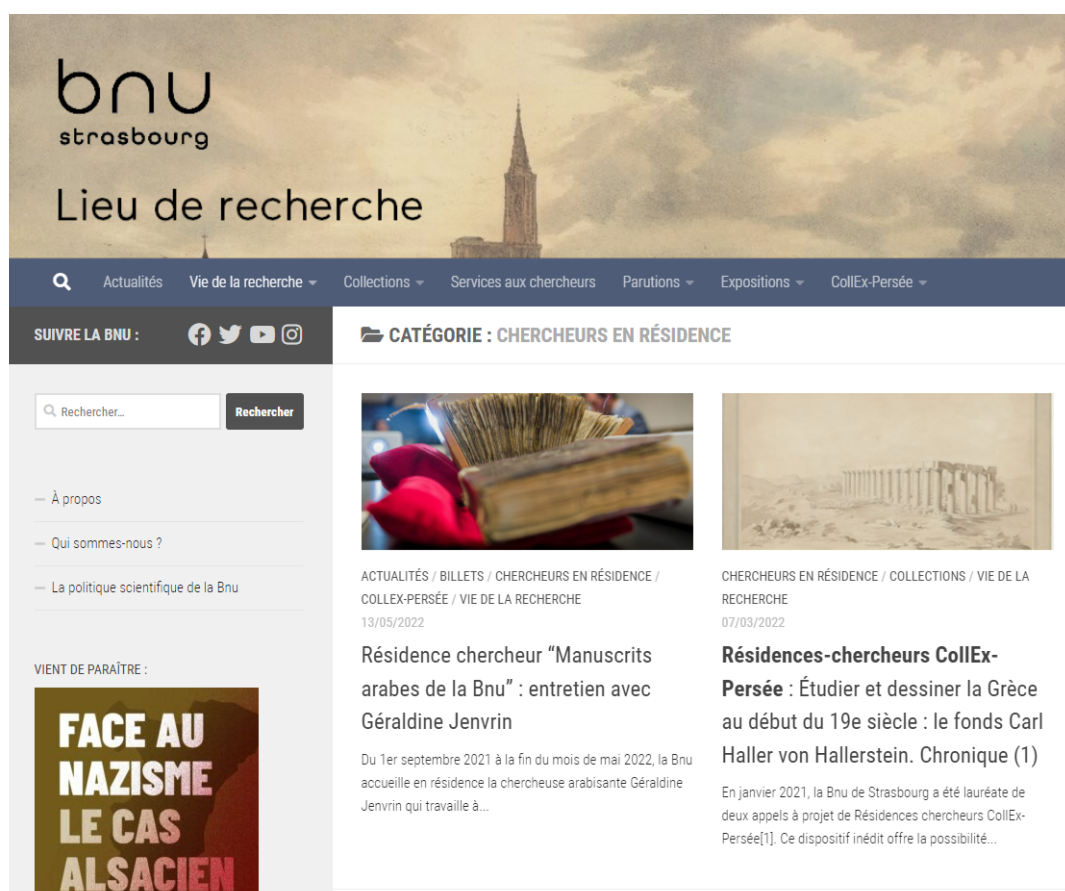 bnu
strasbourg
Lieu de recherche
Actualités Vie de la recherche Collections Services aux chercheurs Parutions Expositions CollEx-Persée
SUIVRE LA BNU :
CATÉGORIE : CHERCHEURS EN RÉSIDENCE
Rechercher...
Rechercher
À propos
Qui sommes-nous ?
La politique scientifique de la Bnu
VIENT DE PARAÎTRE :
FACE AU
NAZISME
LE CAS
ALSACIEN
ACTUALITÉS / BILLETS / CHERCHEURS EN RÉSIDENCE /
COLLEX-PERSÉE / VIE DE LA RECHERCHE
13/05/2022
Résidence chercheur “Manuscrits
arabes de la Bnu” : entretien avec
Géraldine Jenvrin
Du 1er septembre 2021 à la fin du mois de mai 2022, la Bnu
accueille en résidence la chercheuse arabisante Géraldine
Jenvrin qui travaille à...
CHERCHEURS EN RÉSIDENCE / COLLECTIONS / VIE DE LA
RECHERCHE
07/03/2022
Résidences-chercheurs CollEx-
Persée : Étudier et dessiner la Grèce
au début du 19e siècle : le fonds Carl
Haller von Hallerstein. Chronique (1)
En janvier 2021, la Bnu de Strasbourg a été lauréate de
deux appels à projet de Résidences chercheurs CollEx-
Persée[1]. Ce dispositif inédit offre la possibilité...